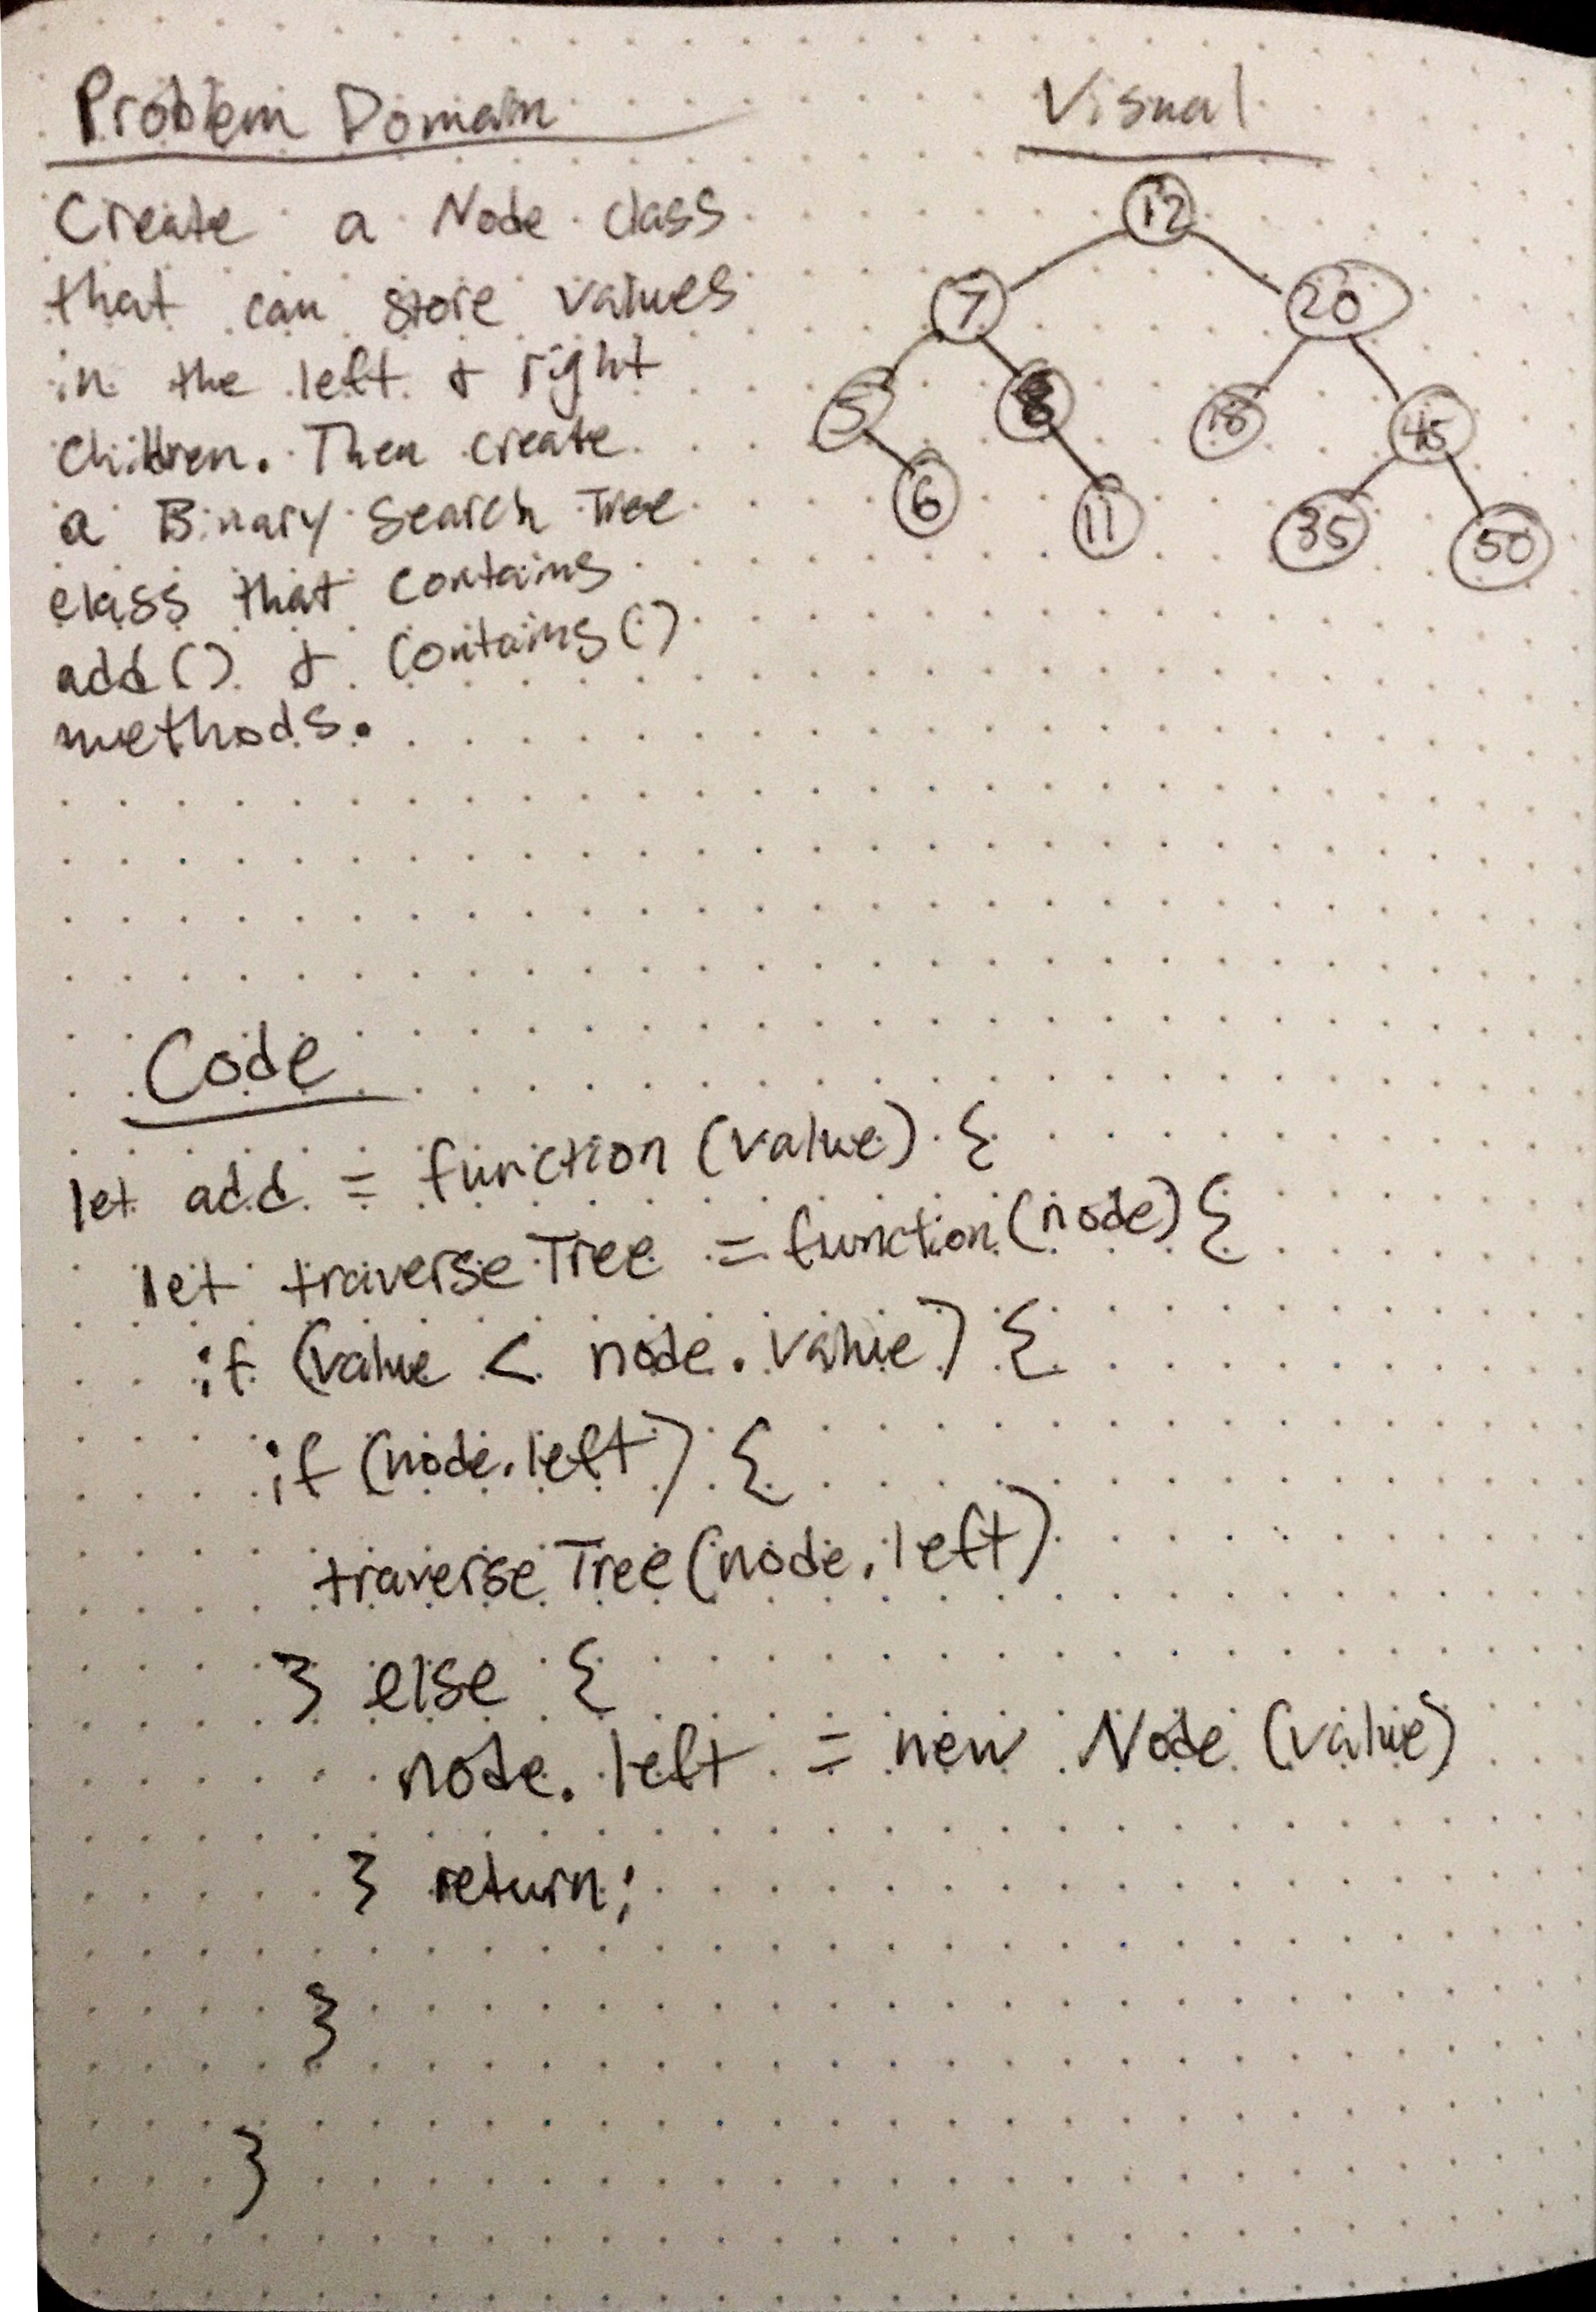 Problem Domain
Create a Node class
that can store values
in the left & right
children. Then create
a Binary Search Tree
class that contains
add() & contains()
methods.
Visual
12
7 20
5 8 18 45
6 11 35 50
Code
let add = function (value) {
let traverseTree = function(node) {
if (value < node.value) {
if (node.left) {
traverseTree(node.left)
} else {
node.left = new Node (value)
} return;
}
}